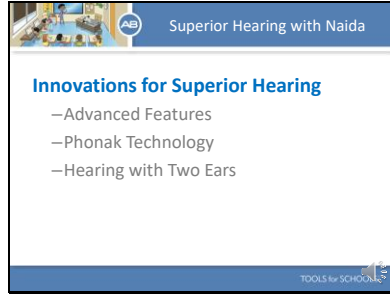 AB
Superior Hearing with Naida
Innovations for Superior Hearing
–Advanced Features
–Phonak Technology
–Hearing with Two Ears
TOOLS for SCHOOLS